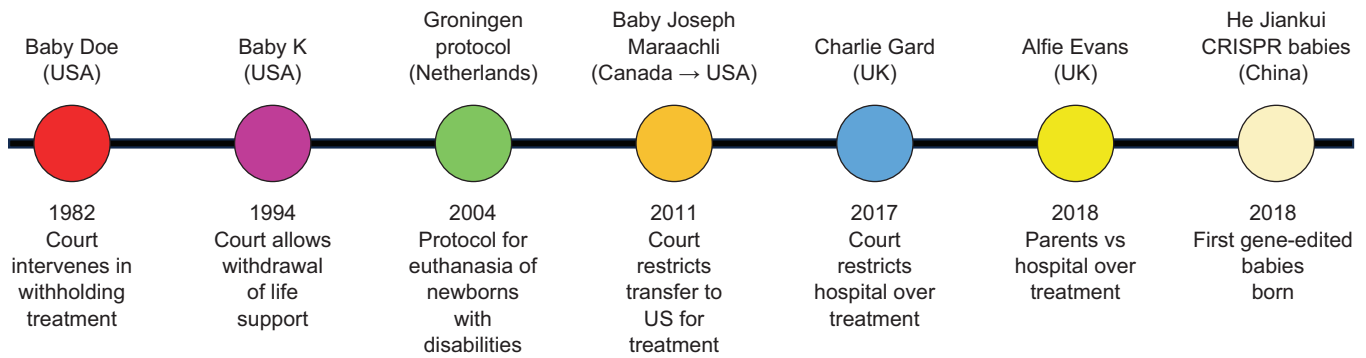 Baby Doe
(USA)
Baby K
(USA)
Groningen
protocol
(Netherlands)
Baby Joseph
Maraachli
(Canada → USA)
Charlie Gard
(UK)
Alfie Evans
(UK)
He Jiankui
CRISPR babies
(China)
1982
Court
intervenes in
withholding
treatment
1994
Court allows
withdrawal
of life
support
2004
Protocol for
euthanasia of
newborns
with
disabilities
2011
Court
restricts
transfer to
US for
treatment
2017
Court
restricts
hospital over
treatment
2018
Parents vs
hospital over
treatment
2018
First gene-edited
babies
born